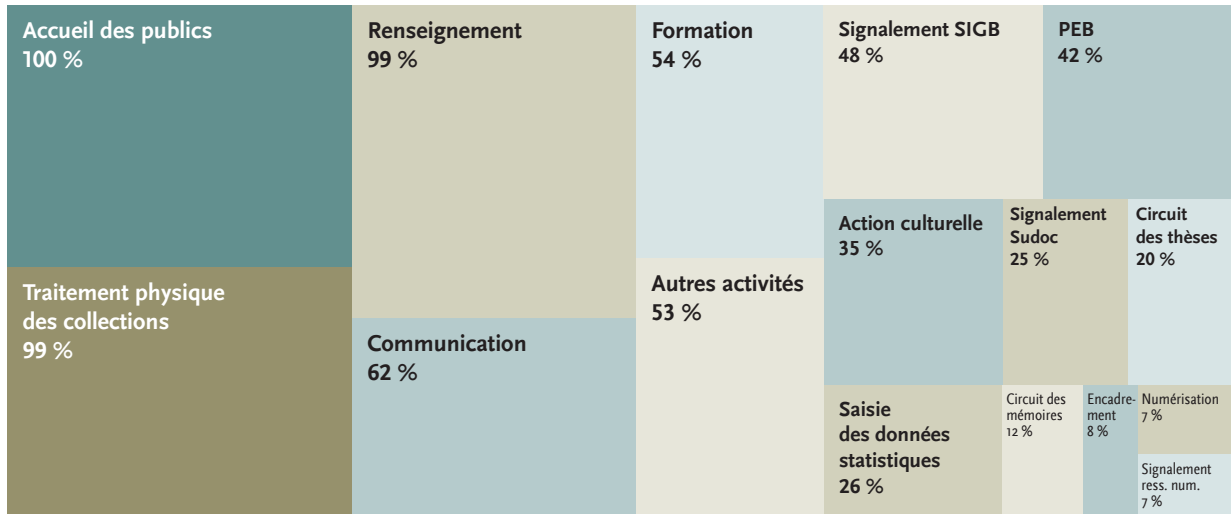 Accueil des publics
100 %
Traitement physique
des collections
99 %
Renseignement
99 %
Communication
62 %
Formation
54 %
Autres activités
53 %
Signalement SIGB
48 %
PEB
42 %
Action culturelle
35 %
Signalement
Sudoc
25 %
Circuit
des thèses
20 %
Saisie
des données
statistiques
26 %
Circuit des
mémoires
12 %
Encadre-
ment
8 %
Numérisation
7 %
Signalement
ress. num.
7 %